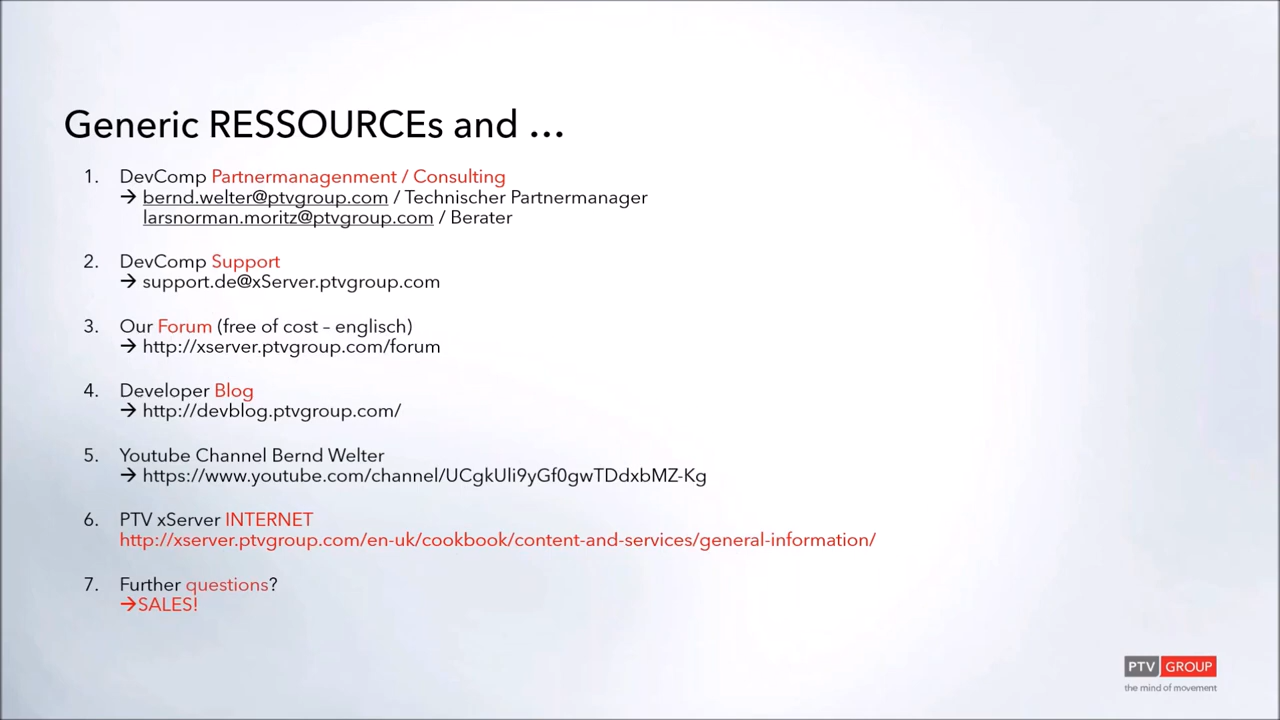 Generic RESSOURCEs and ...
1. DevComp Partnermanagenment / Consulting
→ bernd.welter@ptvgroup.com / Technischer Partnermanager
larsnorman.moritz@ptvgroup.com / Berater
2. DevComp Support
→ support.de@xServer.ptvgroup.com
3. Our Forum (free of cost – englisch)
→ http://xserver.ptvgroup.com/forum
4. Developer Blog
→ http://devblog.ptvgroup.com/
5. Youtube Channel Bernd Welter
→ https://www.youtube.com/channel/UCgkUli9yGf0gwTDdxbMZ-Kg
6. PTV xServer INTERNET
http://xserver.ptvgroup.com/en-uk/cookbook/content-and-services/general-information/
7. Further questions?
→SALES!
PTV GROUP
the mind of movement